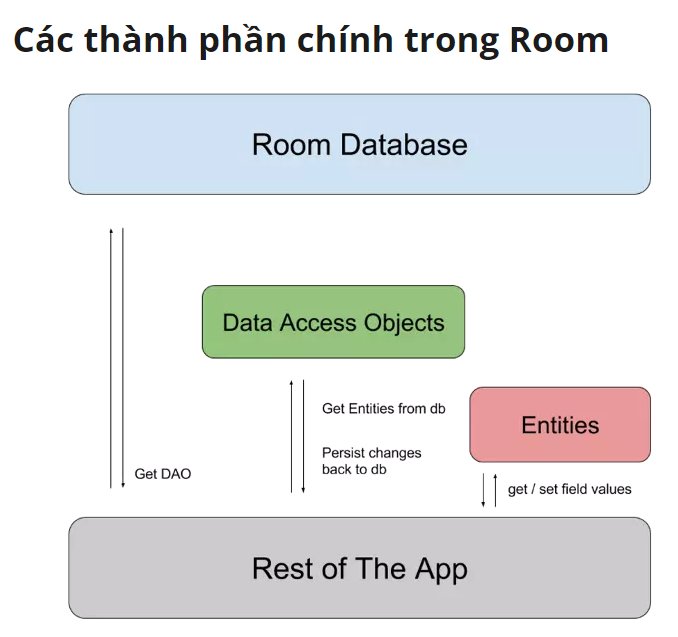 Các thành phần chính trong Room
Room Database
Data Access Objects
Get Entities from db
Entities
Persist changes
back to db
Get DAO
get / set field values
Rest of The App